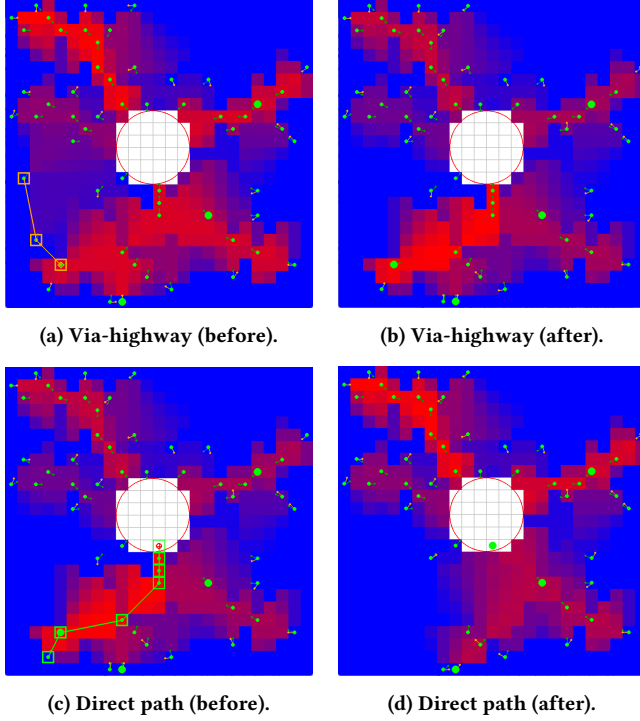 (a) Via-highway (before).
(b) Via-highway (after).
(c) Direct path (before).
(d) Direct path (after).